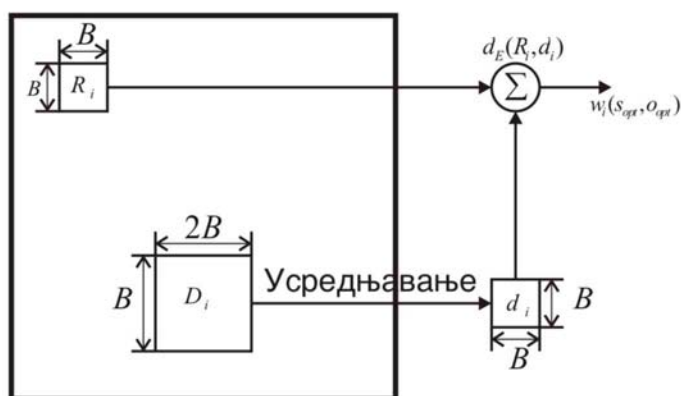 B
d_E(R_i, d_i)
B R_i
Σ
w_i(s_opt, o_opt)
2B
B D_i
Усредњавање
d_i B
B